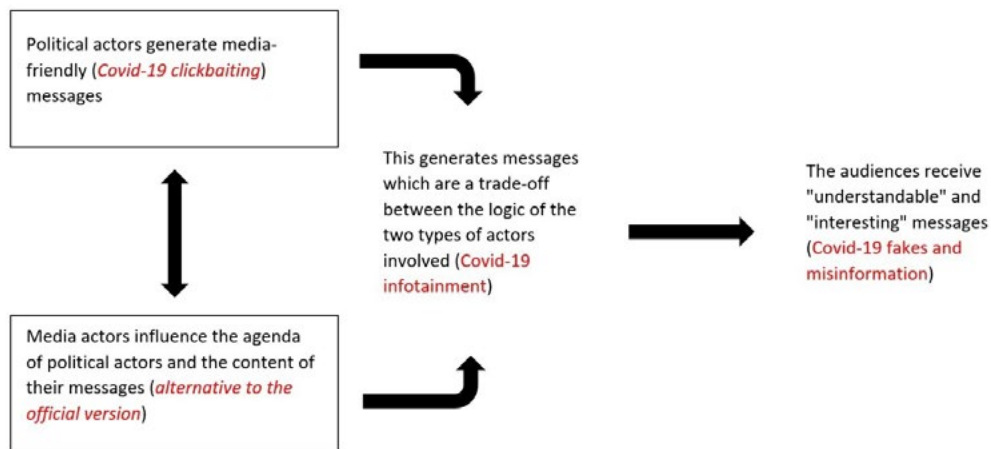 Political actors generate media-
friendly (Covid-19 clickbaiting)
messages
This generates messages
which are a trade-off
between the logic of the
two types of actors
involved (Covid-19
infotainment)
The audiences receive
"understandable" and
"interesting" messages
(Covid-19 fakes and
misinformation)
Media actors influence the agenda
of political actors and the content of
their messages (alternative to the
official version)